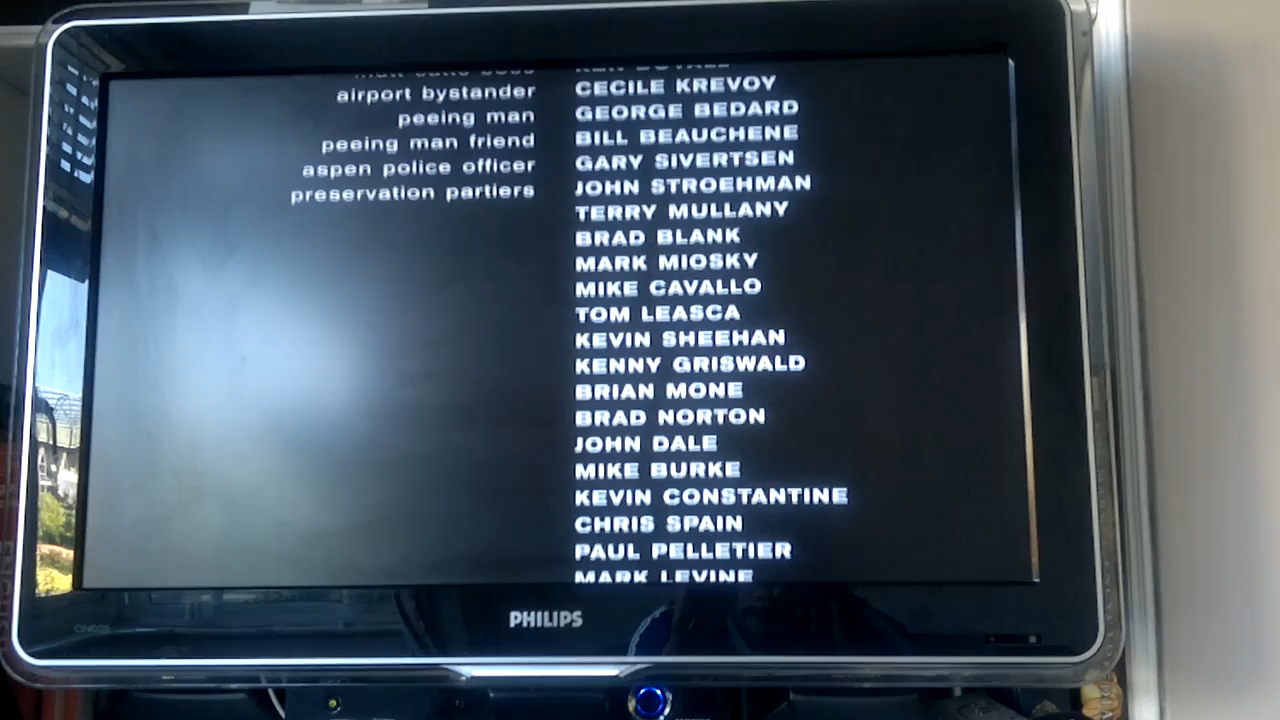 airport bystander CECILE KREVOY
peeing man GEORGE BEDARD
peeing man friend BILL BEAUCHENE
aspen police officer GARY SIVERTSEN
preservation partiers JOHN STROEHMAN
TERRY MULLANY
BRAD BLANK
MARK MIOSKY
MIKE CAVALLO
TOM LEASCA
KEVIN SHEEHAN
KENNY GRISWALD
BRIAN MONE
BRAD NORTON
JOHN DALE
MIKE BURKE
KEVIN CONSTANTINE
CHRIS SPAIN
PAUL PELLETIER
MARK LEVINE
PHILIPS